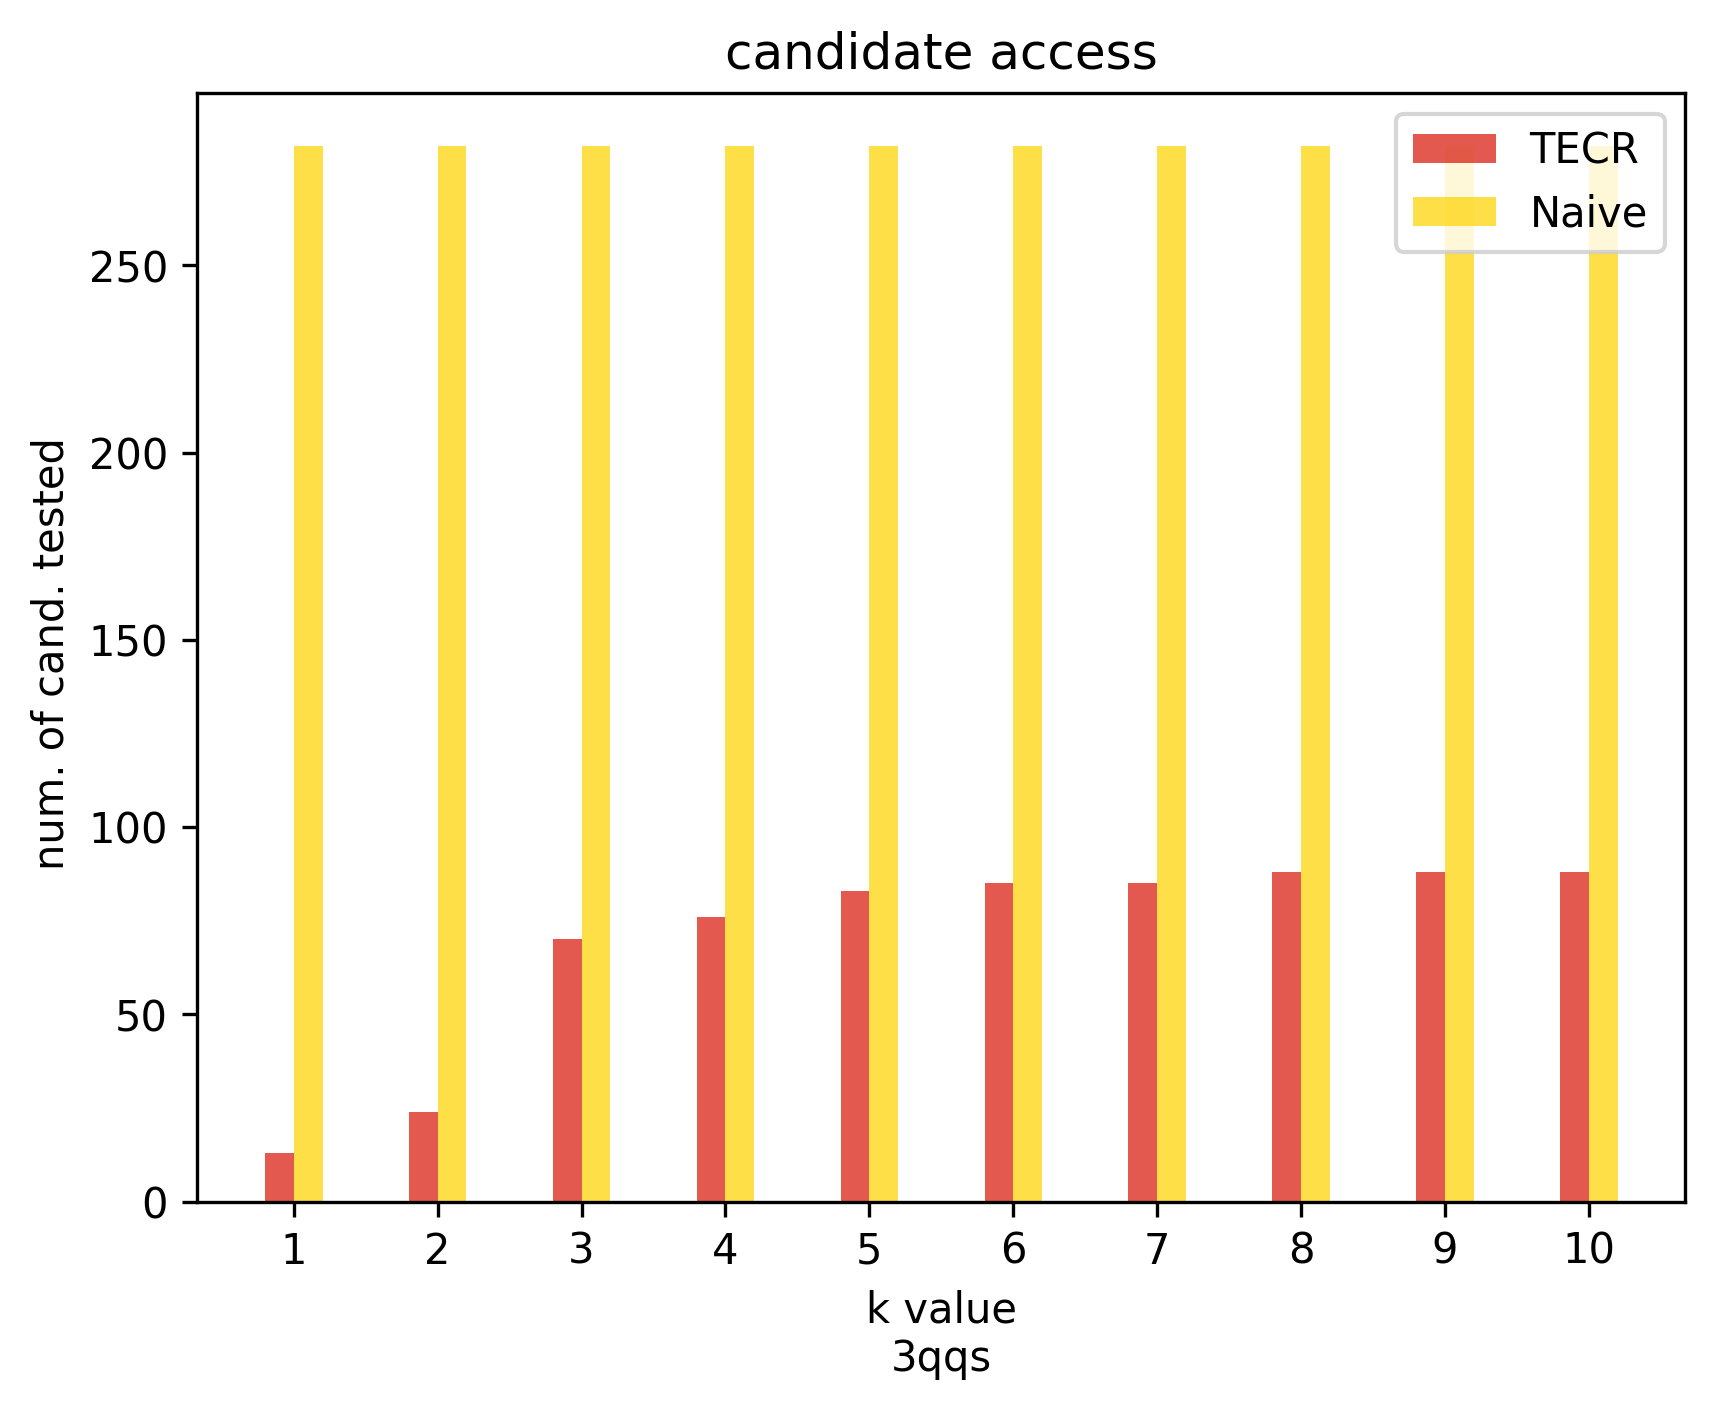 candidate access
TECR
Naive
num. of cand. tested
250
200
150
100
50
0
1 2 3 4 5 6 7 8 9 10
k value
3qqs